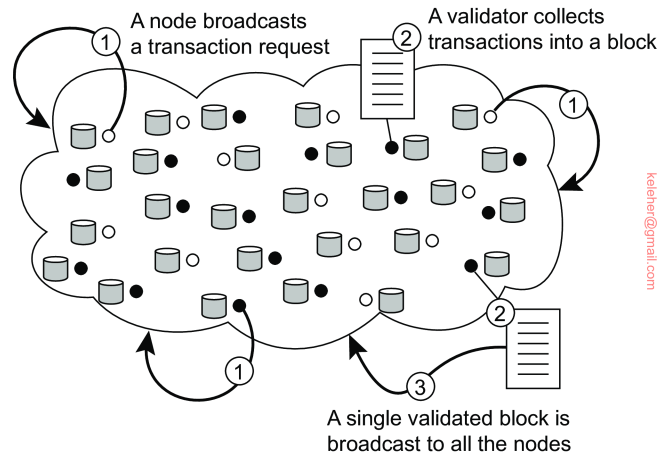 A node broadcasts
a transaction request
1
A validator collects
transactions into a block
2
1
keleher@gmail.com
2
1
3
A single validated block is
broadcast to all the nodes